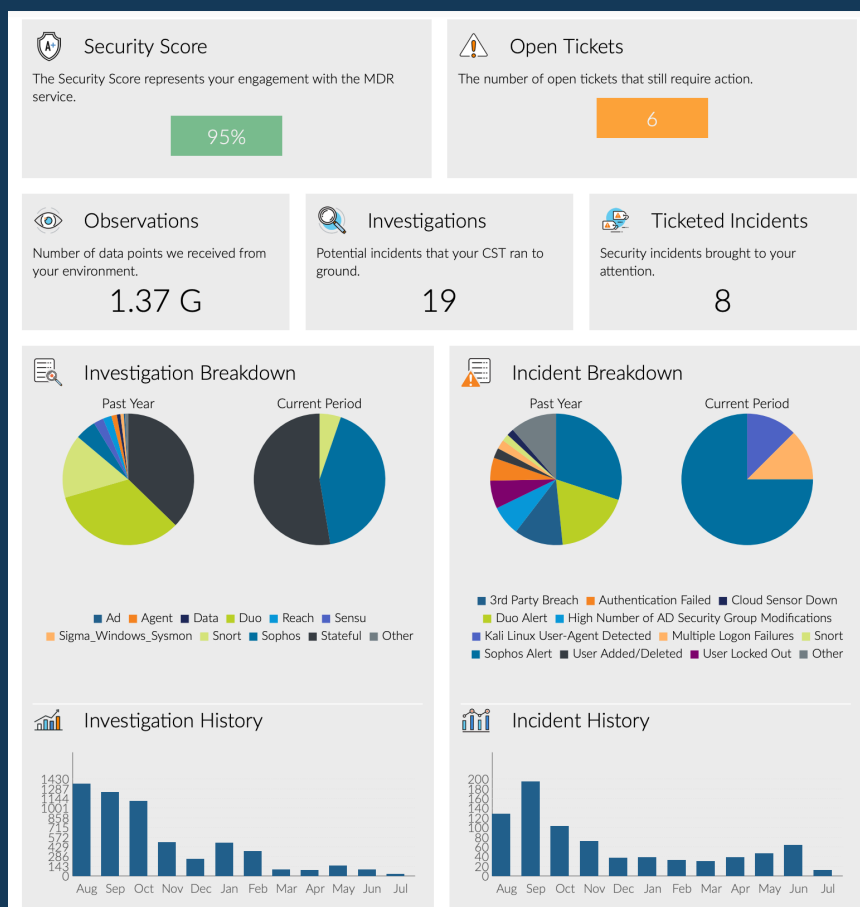 A+
Security Score
The Security Score represents your engagement with the MDR
service.
95%
Open Tickets
The number of open tickets that still require action.
6
Observations
Number of data points we received from
your environment.
1.37 G
Investigations
Potential incidents that your CST ran to
ground.
19
Ticketed Incidents
Security incidents brought to your
attention.
8
Investigation Breakdown
Past Year
Current Period
Ad Agent Data Duo Reach Sensu
Sigma_Windows_Sysmon Snort Sophos Stateful Other
Incident Breakdown
Past Year
Current Period
3rd Party Breach Authentication Failed Cloud Sensor Down
Duo Alert High Number of AD Security Group Modifications
Kali Linux User-Agent Detected Multiple Logon Failures Snort
Sophos Alert User Added/Deleted User Locked Out Other
Investigation History
1430
1287
1144
1001
858
715
572
429
286
143
0
Aug Sep Oct Nov Dec Jan Feb Mar Apr May Jun Jul
Incident History
200
180
160
140
120
100
80
60
40
20
0
Aug Sep Oct Nov Dec Jan Feb Mar Apr May Jun Jul